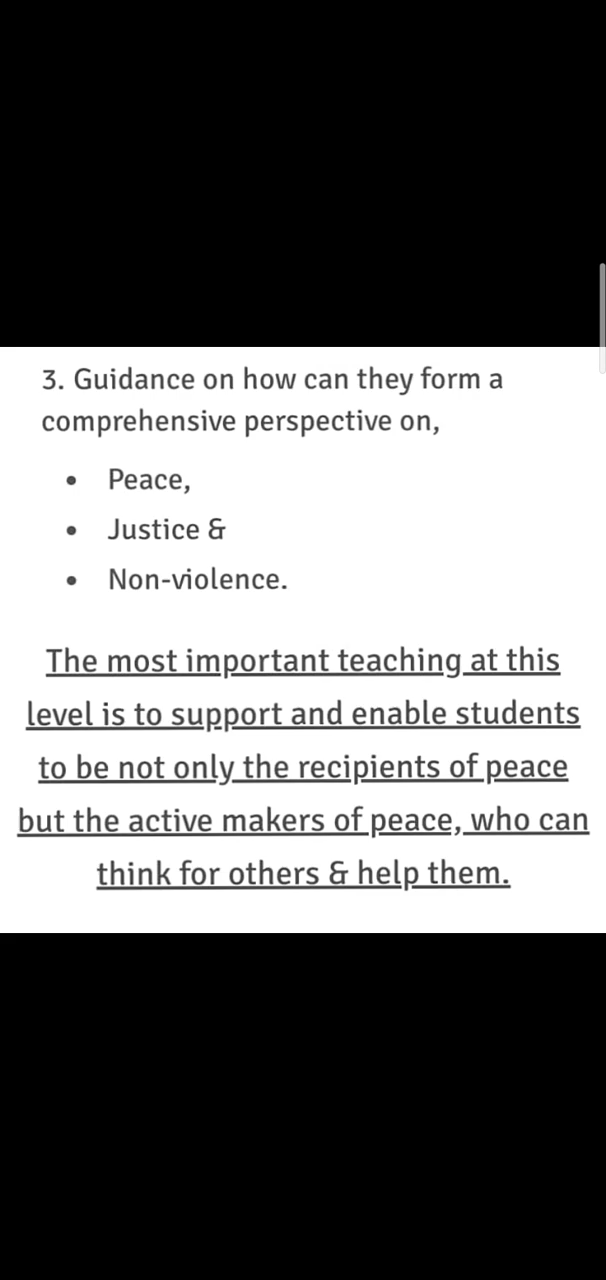 3. Guidance on how can they form a
comprehensive perspective on,
• Peace,
• Justice &
• Non-violence.
The most important teaching at this
level is to support and enable students
to be not only the recipients of peace
but the active makers of peace, who can
think for others & help them.